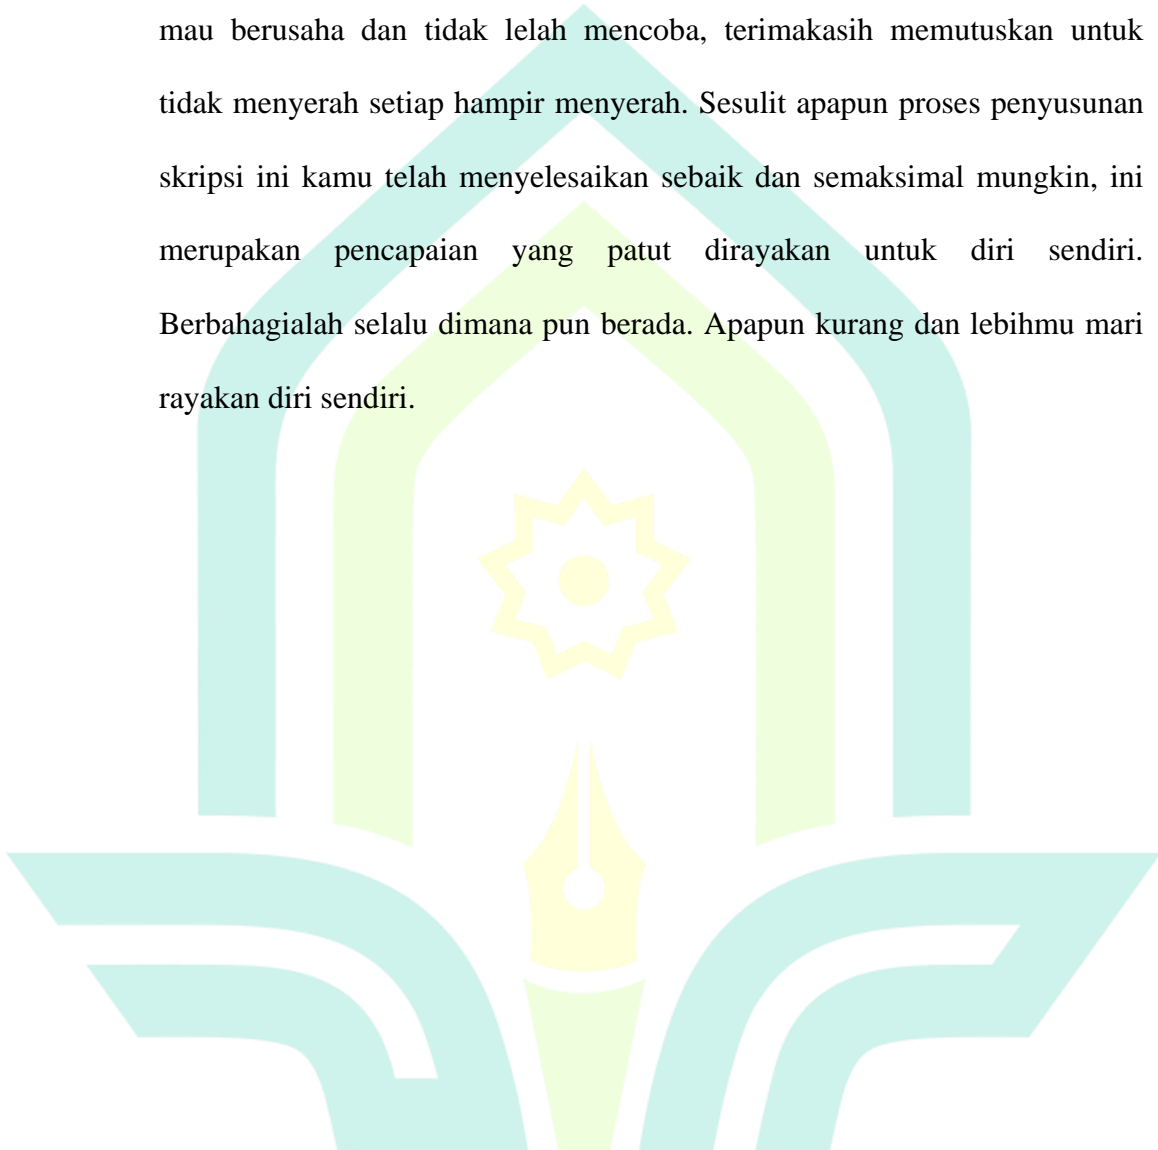 mau berusaha dan tidak lelah mencoba, terimakasih memutuskan untuk
tidak menyerah setiap hampir menyerah. Sesulit apapun proses penyusunan
skripsi ini kamu telah menyelesaikan sebaik dan semaksimal mungkin, ini
merupakan pencapaian yang patut dirayakan untuk diri sendiri.
Berbahagialah selalu dimana pun berada. Apapun kurang dan lebihmu mari
rayakan diri sendiri.